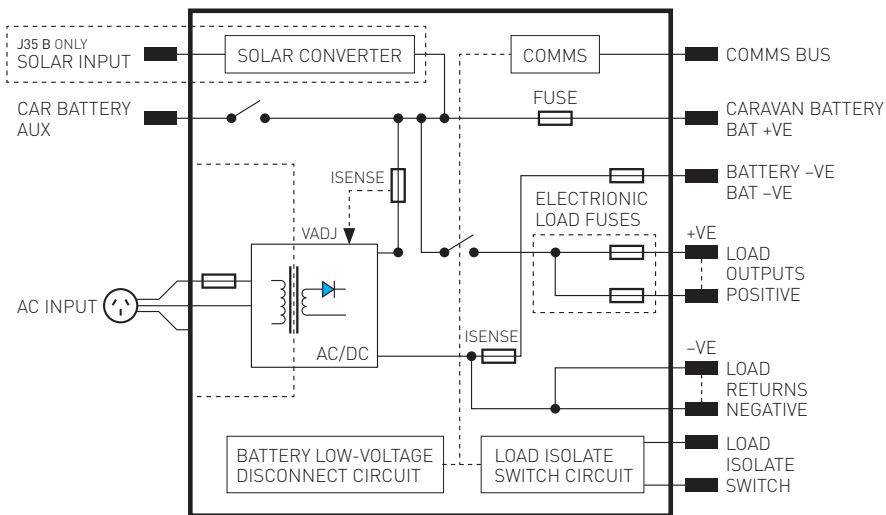 J35 B ONLY
SOLAR INPUT
SOLAR CONVERTER
COMMS
COMMS BUS
CAR BATTERY
AUX
FUSE
CARAVAN BATTERY
BAT +VE
ISENSE
BATTERY –VE
BAT –VE
ELECTRIONIC
LOAD FUSES
VADJ
+VE
LOAD
OUTPUTS
POSITIVE
AC INPUT
AC/DC
ISENSE
–VE
LOAD
RETURNS
NEGATIVE
BATTERY LOW-VOLTAGE
DISCONNECT CIRCUIT
LOAD ISOLATE
SWITCH CIRCUIT
LOAD
ISOLATE
SWITCH